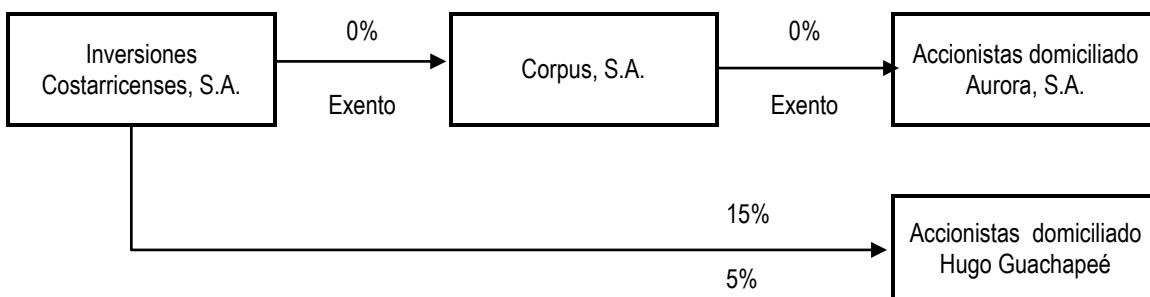 Inversiones
Costarricenses, S.A.
0%
Exento
Corpus, S.A.
0%
Exento
Accionistas domiciliado
Aurora, S.A.
15%
5%
Accionistas domiciliado
Hugo Guachapeé